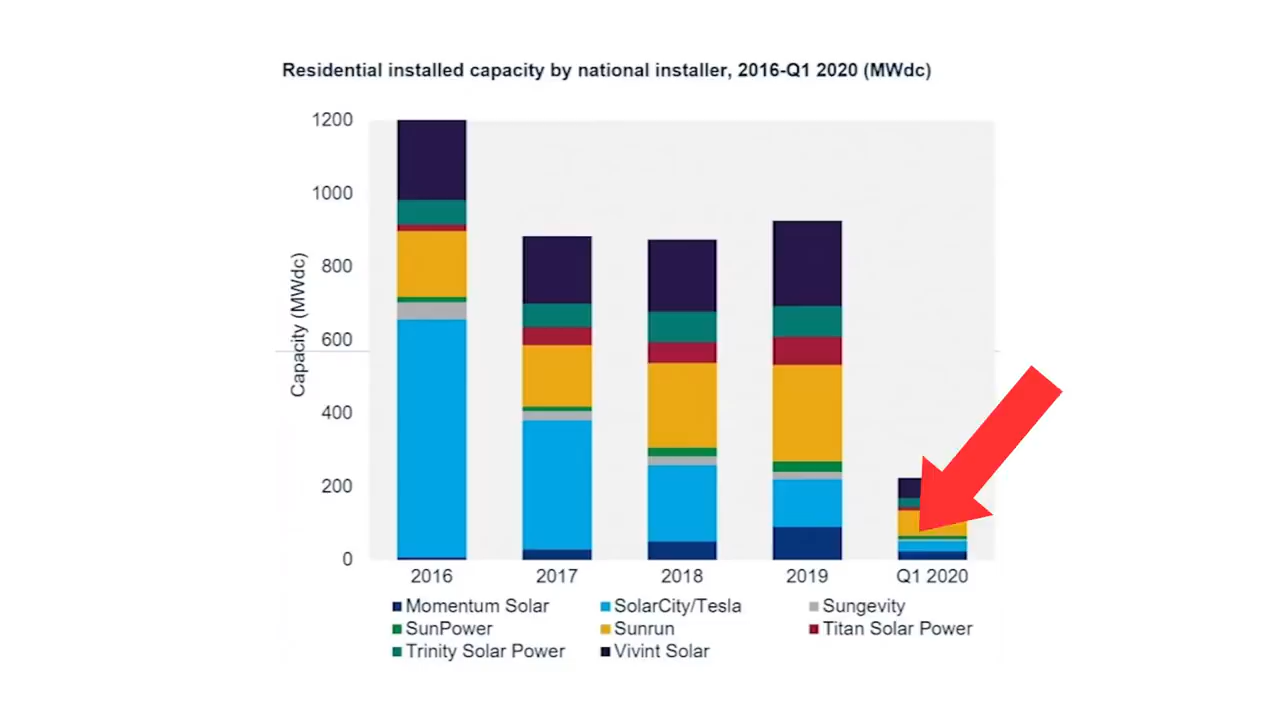 Residential installed capacity by national installer, 2016-Q1 2020 (MWdc)
Capacity (MWdc)
1200
1000
800
600
400
200
0
2016 2017 2018 2019 Q1 2020
Momentum Solar SolarCity/Tesla Sungevity
SunPower Sunrun Titan Solar Power
Trinity Solar Power Vivint Solar